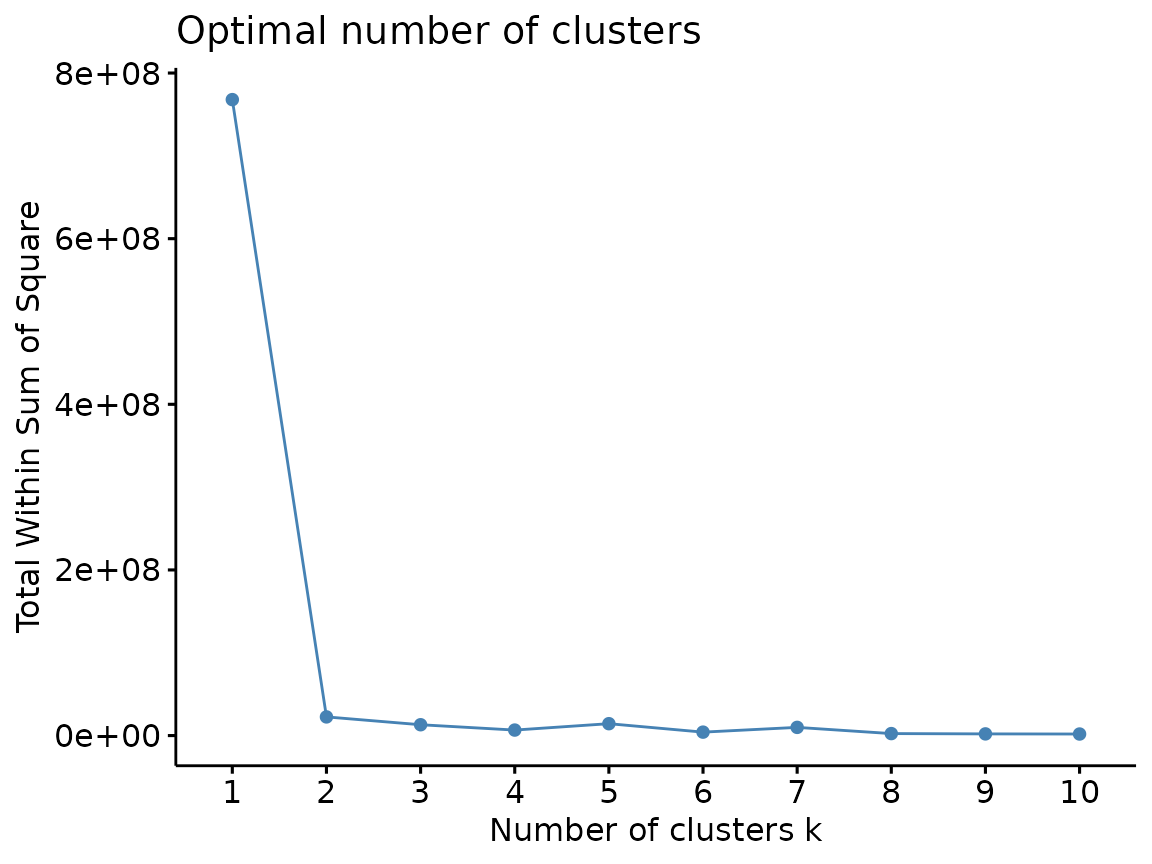 Optimal number of clusters
8e+08
6e+08
4e+08
2e+08
0e+00
Total Within Sum of Square
1 2 3 4 5 6 7 8 9 10
Number of clusters k